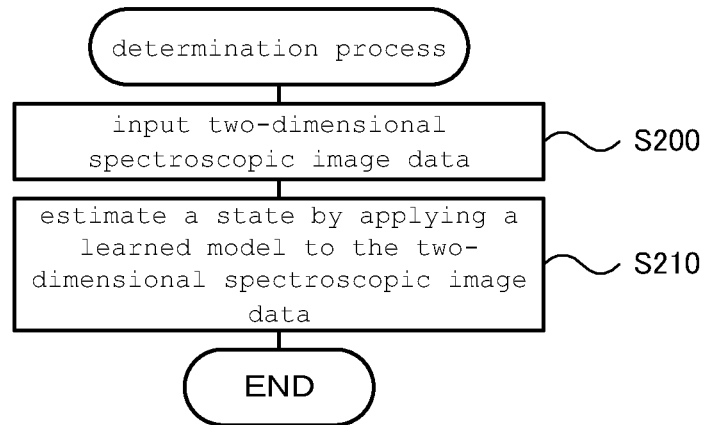 determination process
input two-dimensional
spectroscopic image data
S200
estimate a state by applying a
learned model to the two-
dimensional spectroscopic image
data
S210
END